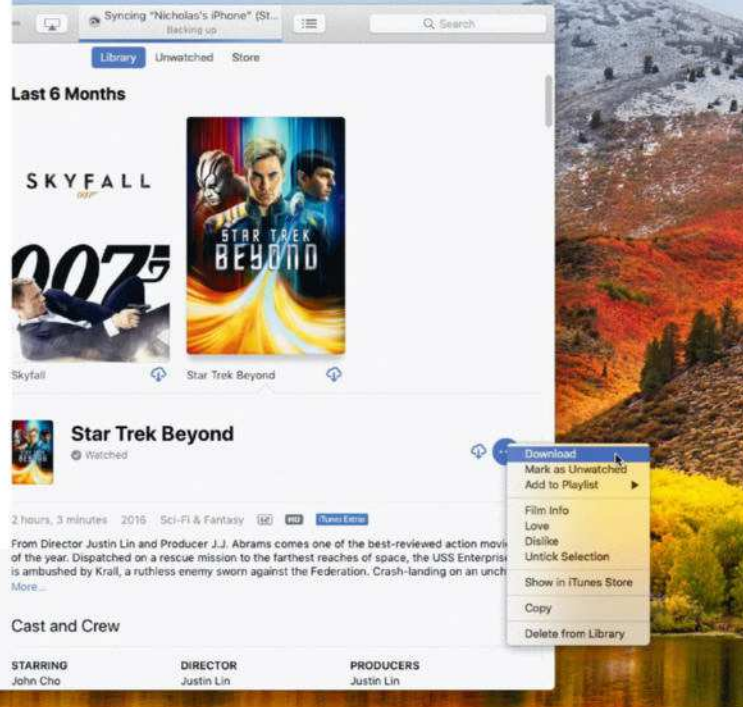 Syncing "Nicholas's iPhone" (St...
Backing up
Search
Library Unwatched Store
Last 6 Months
SKYFALL
007
007
STAR TREK
BEYOND
Skyfall
Star Trek Beyond
Star Trek Beyond
Watched
2 hours, 3 minutes 2016 Sci-Fi & Fantasy HD iTunes Extras
From Director Justin Lin and Producer J.J. Abrams comes one of the best-reviewed action movi
of the year. Dispatched on a rescue mission to the farthest reaches of space, the USS Enterpris
is ambushed by Krall, a ruthless enemy sworn against the Federation. Crash-landing on an unch
More...
Download
Mark as Unwatched
Add to Playlist
Film Info
Love
Dislike
Untick Selection
Show in iTunes Store
Copy
Delete from Library
Cast and Crew
STARRING DIRECTOR PRODUCERS
John Cho Justin Lin Justin Lin